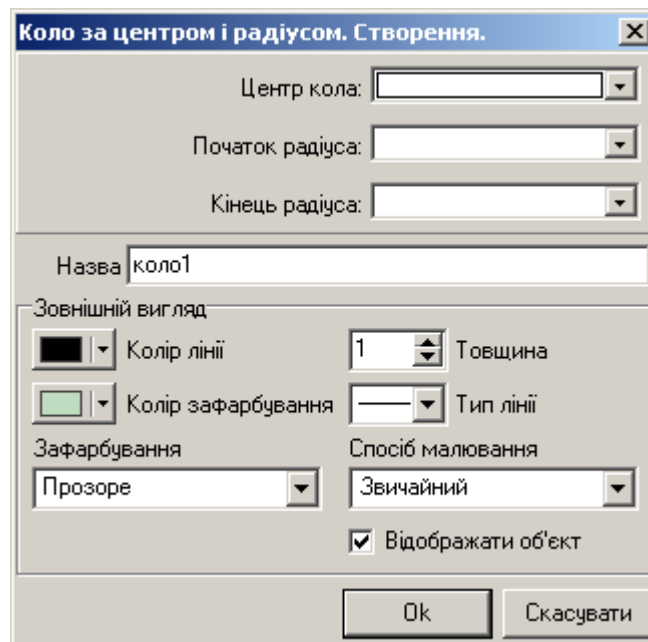 Коло за центром і радіусом. Створення.
Центр кола:
Початок радіуса:
Кінець радіуса:
Назва коло1
Зовнішній вигляд
Колір лінії 1 Товщина
Колір зафарбування Тип лінії
Зафарбування Спосіб малювання
Прозоре Звичайний
Відображати об'єкт
Ok Скасувати